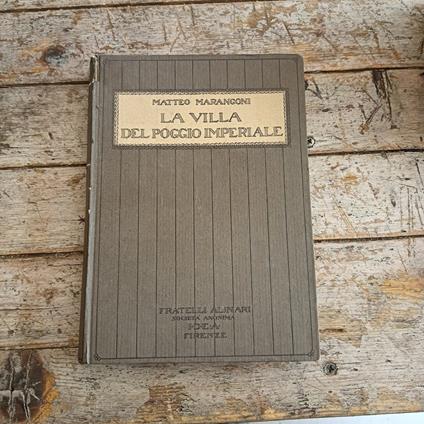 MATTEO MARANGONI
LA VILLA
DEL POGGIO IMPERIALE
FRATELLI ALINARI
SOCIETÀ ANONIMA
I·D·E·A·
FIRENZE